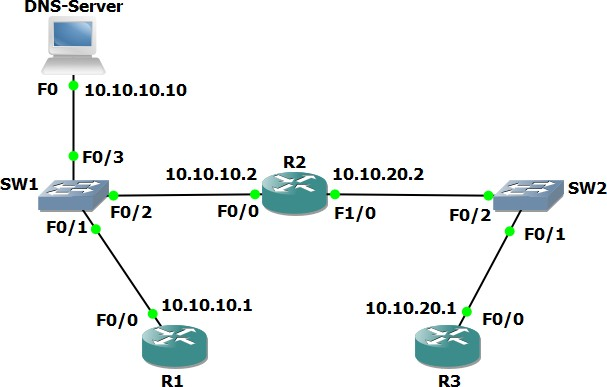 DNS-Server
F0
10.10.10.10
F0/3
SW1
F0/2
F0/1
10.10.10.2
R2
10.10.20.2
F0/0
F1/0
SW2
F0/2
F0/1
10.10.10.1
F0/0
R1
10.10.20.1
F0/0
R3